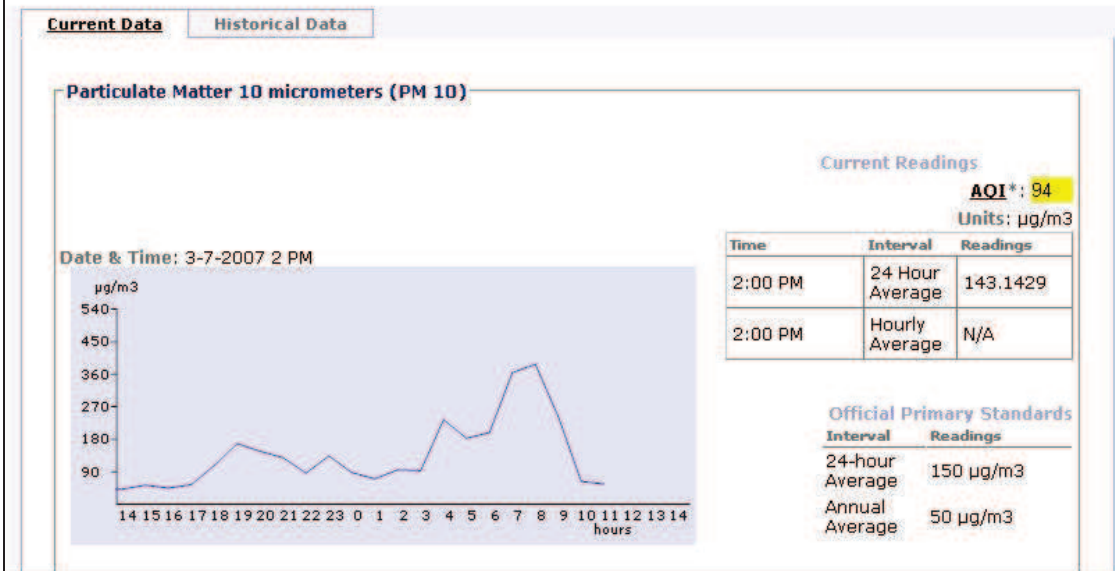 Current Data
Historical Data
Particulate Matter 10 micrometers (PM 10)
Current Readings
AQI*: 94
Units: µg/m3
Date & Time: 3-7-2007 2 PM
Time Interval Readings
2:00 PM 24 Hour Average 143.1429
2:00 PM Hourly Average N/A
µg/m3
540
450
360
270
180
90
14 15 16 17 18 19 20 21 22 23 0 1 2 3 4 5 6 7 8 9 10 11 12 13 14
hours
Official Primary Standards
Interval Readings
24-hour Average 150 µg/m3
Annual Average 50 µg/m3